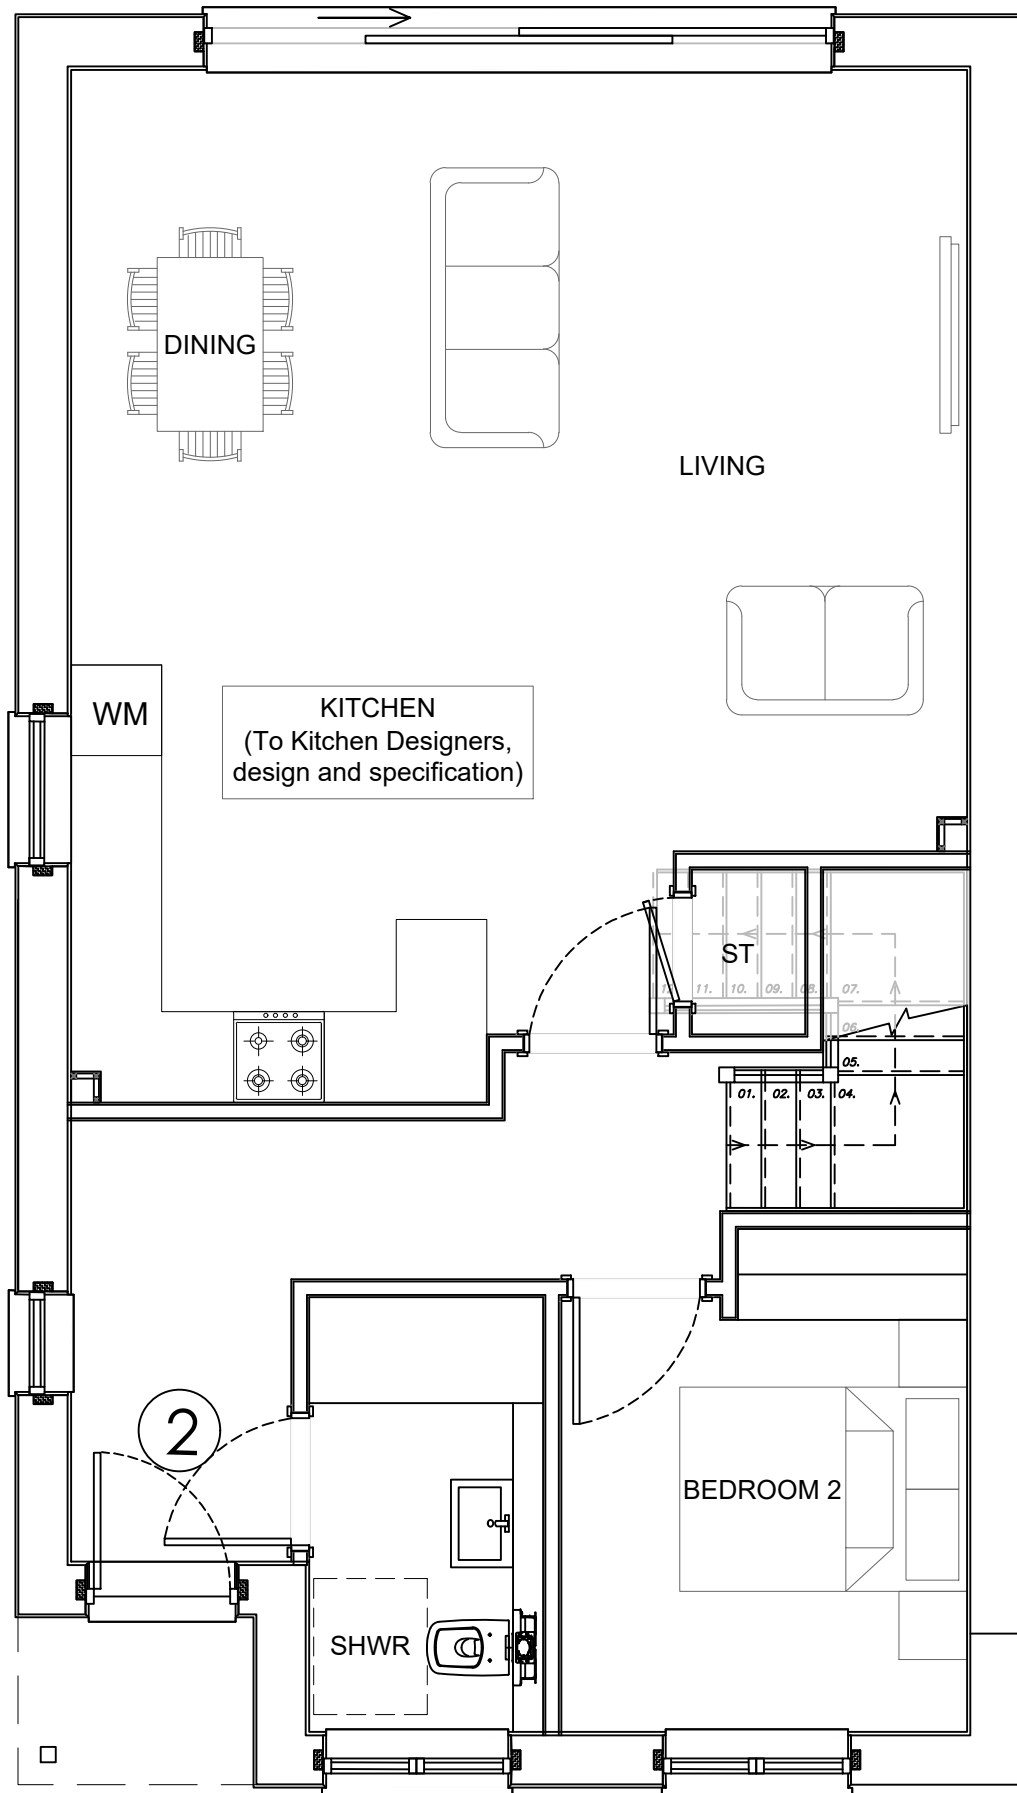 DINING
LIVING
WM
KITCHEN
(To Kitchen Designers,
design and specification)
ST
11. 10. 09. 08. 07.
06.
05.
01. 02. 03. 04.
2
BEDROOM 2
SHWR